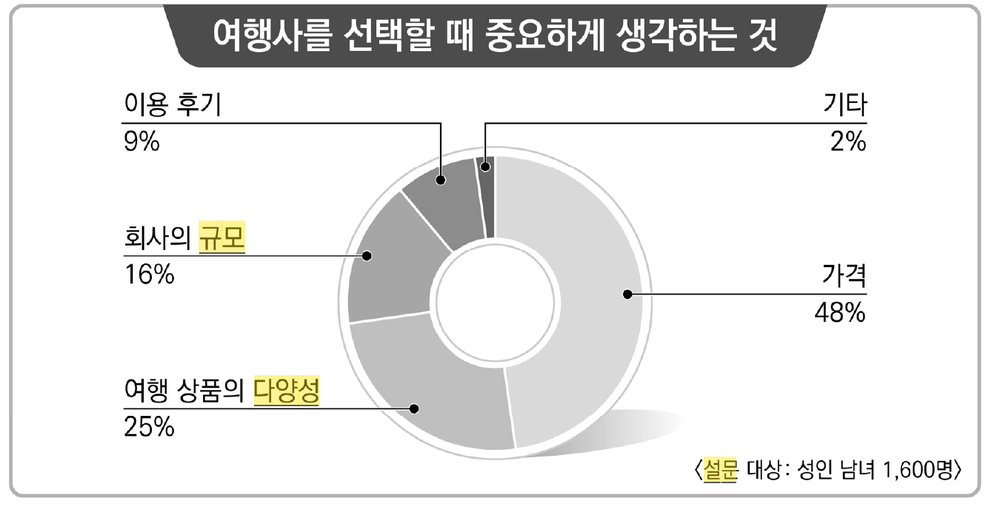 여행사를 선택할 때 중요하게 생각하는 것
이용 후기
9%
기타
2%
회사의 규모
16%
가격
48%
여행 상품의 다양성
25%
〈설문 대상: 성인 남녀 1,600명〉